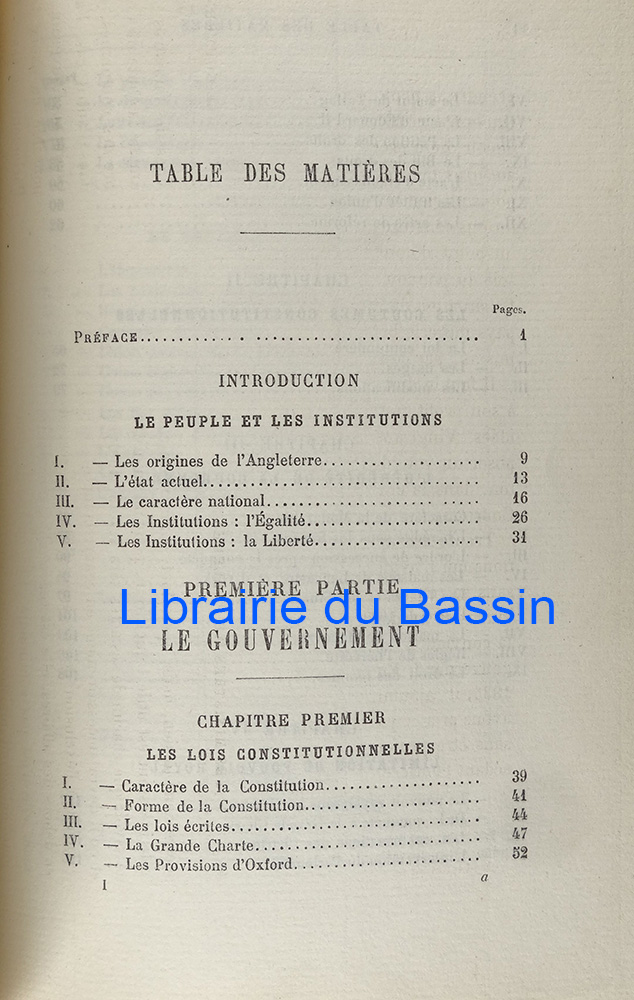 TABLE DES MATIÈRES
Pages.
PRÉFACE........................................ 1
INTRODUCTION
LE PEUPLE ET LES INSTITUTIONS
I. — Les origines de l'Angleterre.................... 9
II. — L'état actuel.................................... 13
III. — Le caractère national........................... 16
IV. — Les Institutions : l'Égalité...................... 26
V. — Les Institutions : la Liberté..................... 31
PREMIÈRE PARTIE
Librairie du Bassin
LE GOUVERNEMENT
CHAPITRE PREMIER
LES LOIS CONSTITUTIONNELLES
I. — Caractère de la Constitution.................... 39
II. — Forme de la Constitution....................... 41
III. — Les lois écrites................................. 44
IV. — La Grande Charte.............................. 47
V. — Les Provisions d'Oxford........................ 52
I a